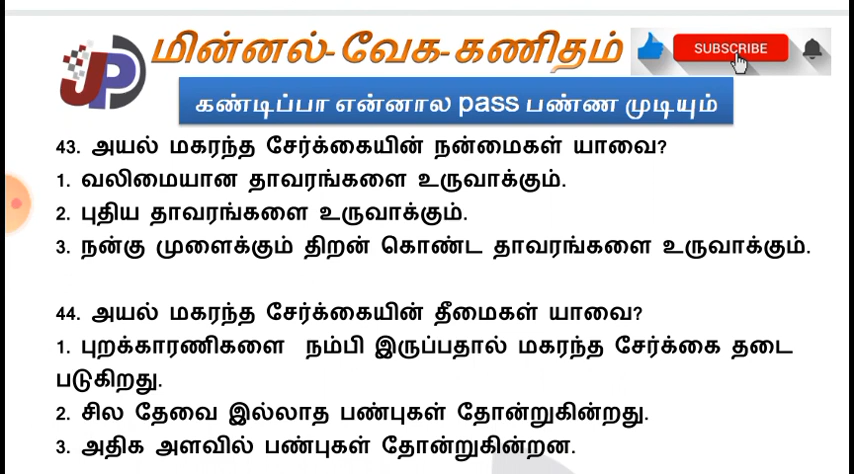 JP
மின்னல்-வேக-கணிதம்
SUBSCRIBE
கண்டிப்பா என்னால pass பண்ண முடியும்
43. அயல் மகரந்த சேர்க்கையின் நன்மைகள் யாவை?
1. வலிமையான தாவரங்களை உருவாக்கும்.
2. புதிய தாவரங்களை உருவாக்கும்.
3. நன்கு முளைக்கும் திறன் கொண்ட தாவரங்களை உருவாக்கும்.
44. அயல் மகரந்த சேர்க்கையின் தீமைகள் யாவை?
1. புறக்காரணிகளை நம்பி இருப்பதால் மகரந்த சேர்க்கை தடை
படுகிறது.
2. சில தேவை இல்லாத பண்புகள் தோன்றுகின்றது.
3. அதிக அளவில் பண்புகள் தோன்றுகின்றன.